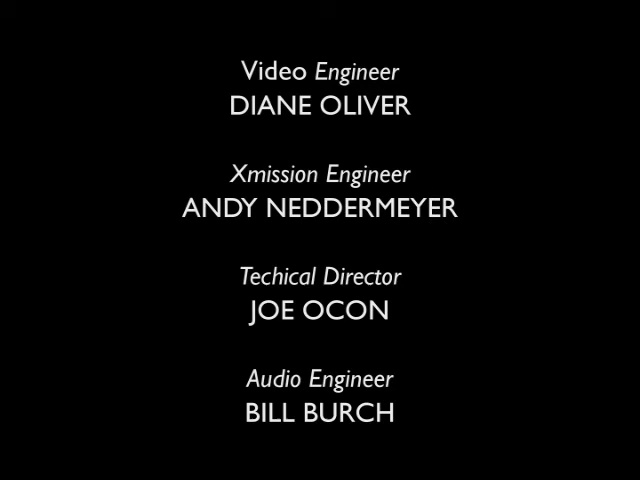 Video Engineer
DIANE OLIVER
Xmission Engineer
ANDY NEDDERMEYER
Techical Director
JOE OCON
Audio Engineer
BILL BURCH